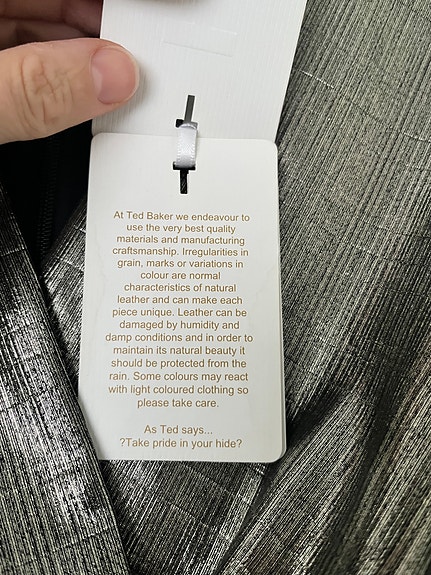 At Ted Baker we endeavour to
use the very best quality
materials and manufacturing
craftsmanship. Irregularities in
grain, marks or variations in
colour are normal
characteristics of natural
leather and can make each
piece unique. Leather can be
damaged by humidity and
damp conditions and in order to
maintain its natural beauty it
should be protected from the
rain. Some colours may react
with light coloured clothing so
please take care.
As Ted says...
?Take pride in your hide?